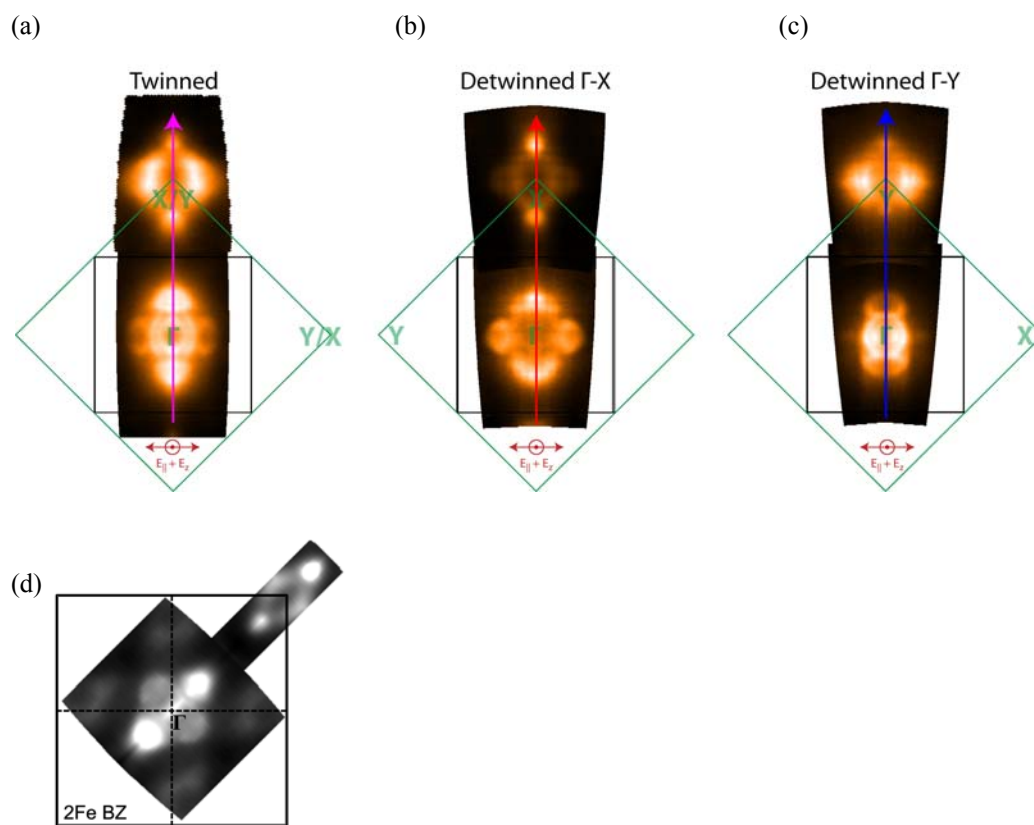 (a)
(b)
(c)
Twinned
Detwinned Γ-X
Detwinned Γ-Y
X/Y
Y
Γ
Y/X
Y
Γ
Γ
X
E|| + Ez
E|| + Ez
E|| + Ez
(d)
Γ
2Fe BZ